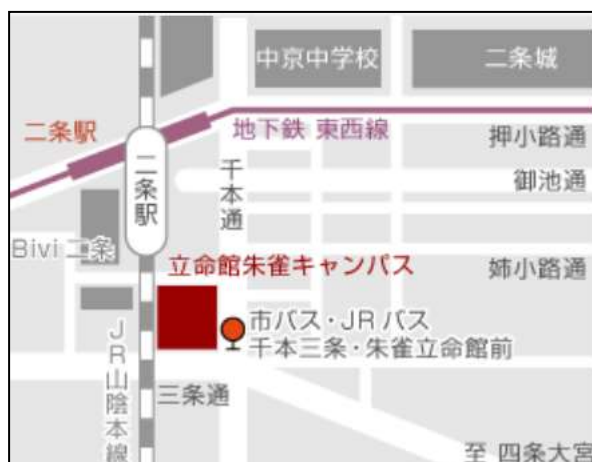 中京中学校
二条城
二条駅
地下鉄 東西線
押小路通
二条駅
千本通
御池通
Bivi 二条
立命館朱雀キャンパス
姉小路通
市バス・JRバス
千本三条・朱雀立命館前
JR山陰本線
三条通
至 四条大宮